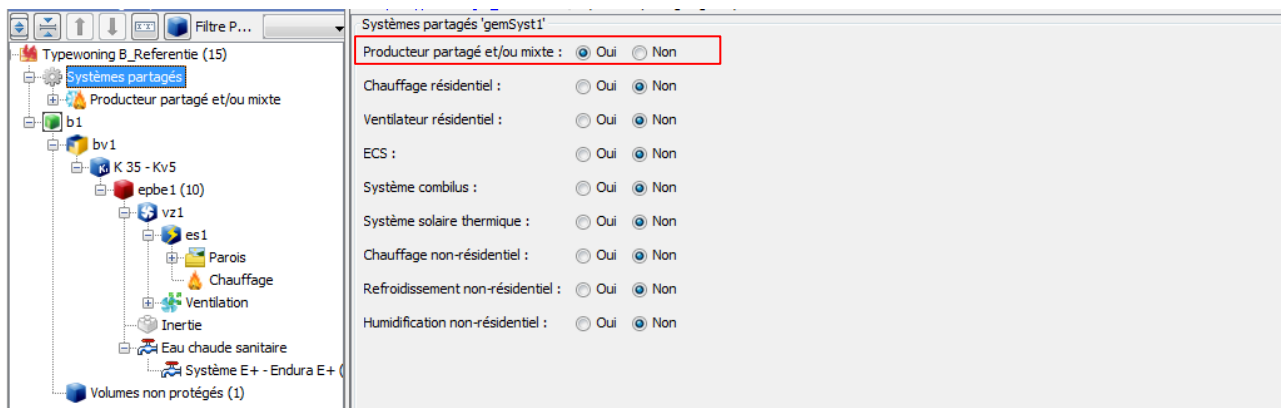 Filtre P...
Typewoning B_Referentie (15)
Systèmes partagés
Producteur partagé et/ou mixte
b1
bv1
K 35 - Kv5
epbe1 (10)
vz1
es1
Parois
Chauffage
Ventilation
Inertie
Eau chaude sanitaire
Système E+ - Endura E+ (
Volumes non protégés (1)
Systèmes partagés 'gemSyst1'
Producteur partagé et/ou mixte : Oui Non
Chauffage résidentiel : Oui Non
Ventilateur résidentiel : Oui Non
ECS : Oui Non
Système combilus : Oui Non
Système solaire thermique : Oui Non
Chauffage non-résidentiel : Oui Non
Refroidissement non-résidentiel : Oui Non
Humidification non-résidentiel : Oui Non